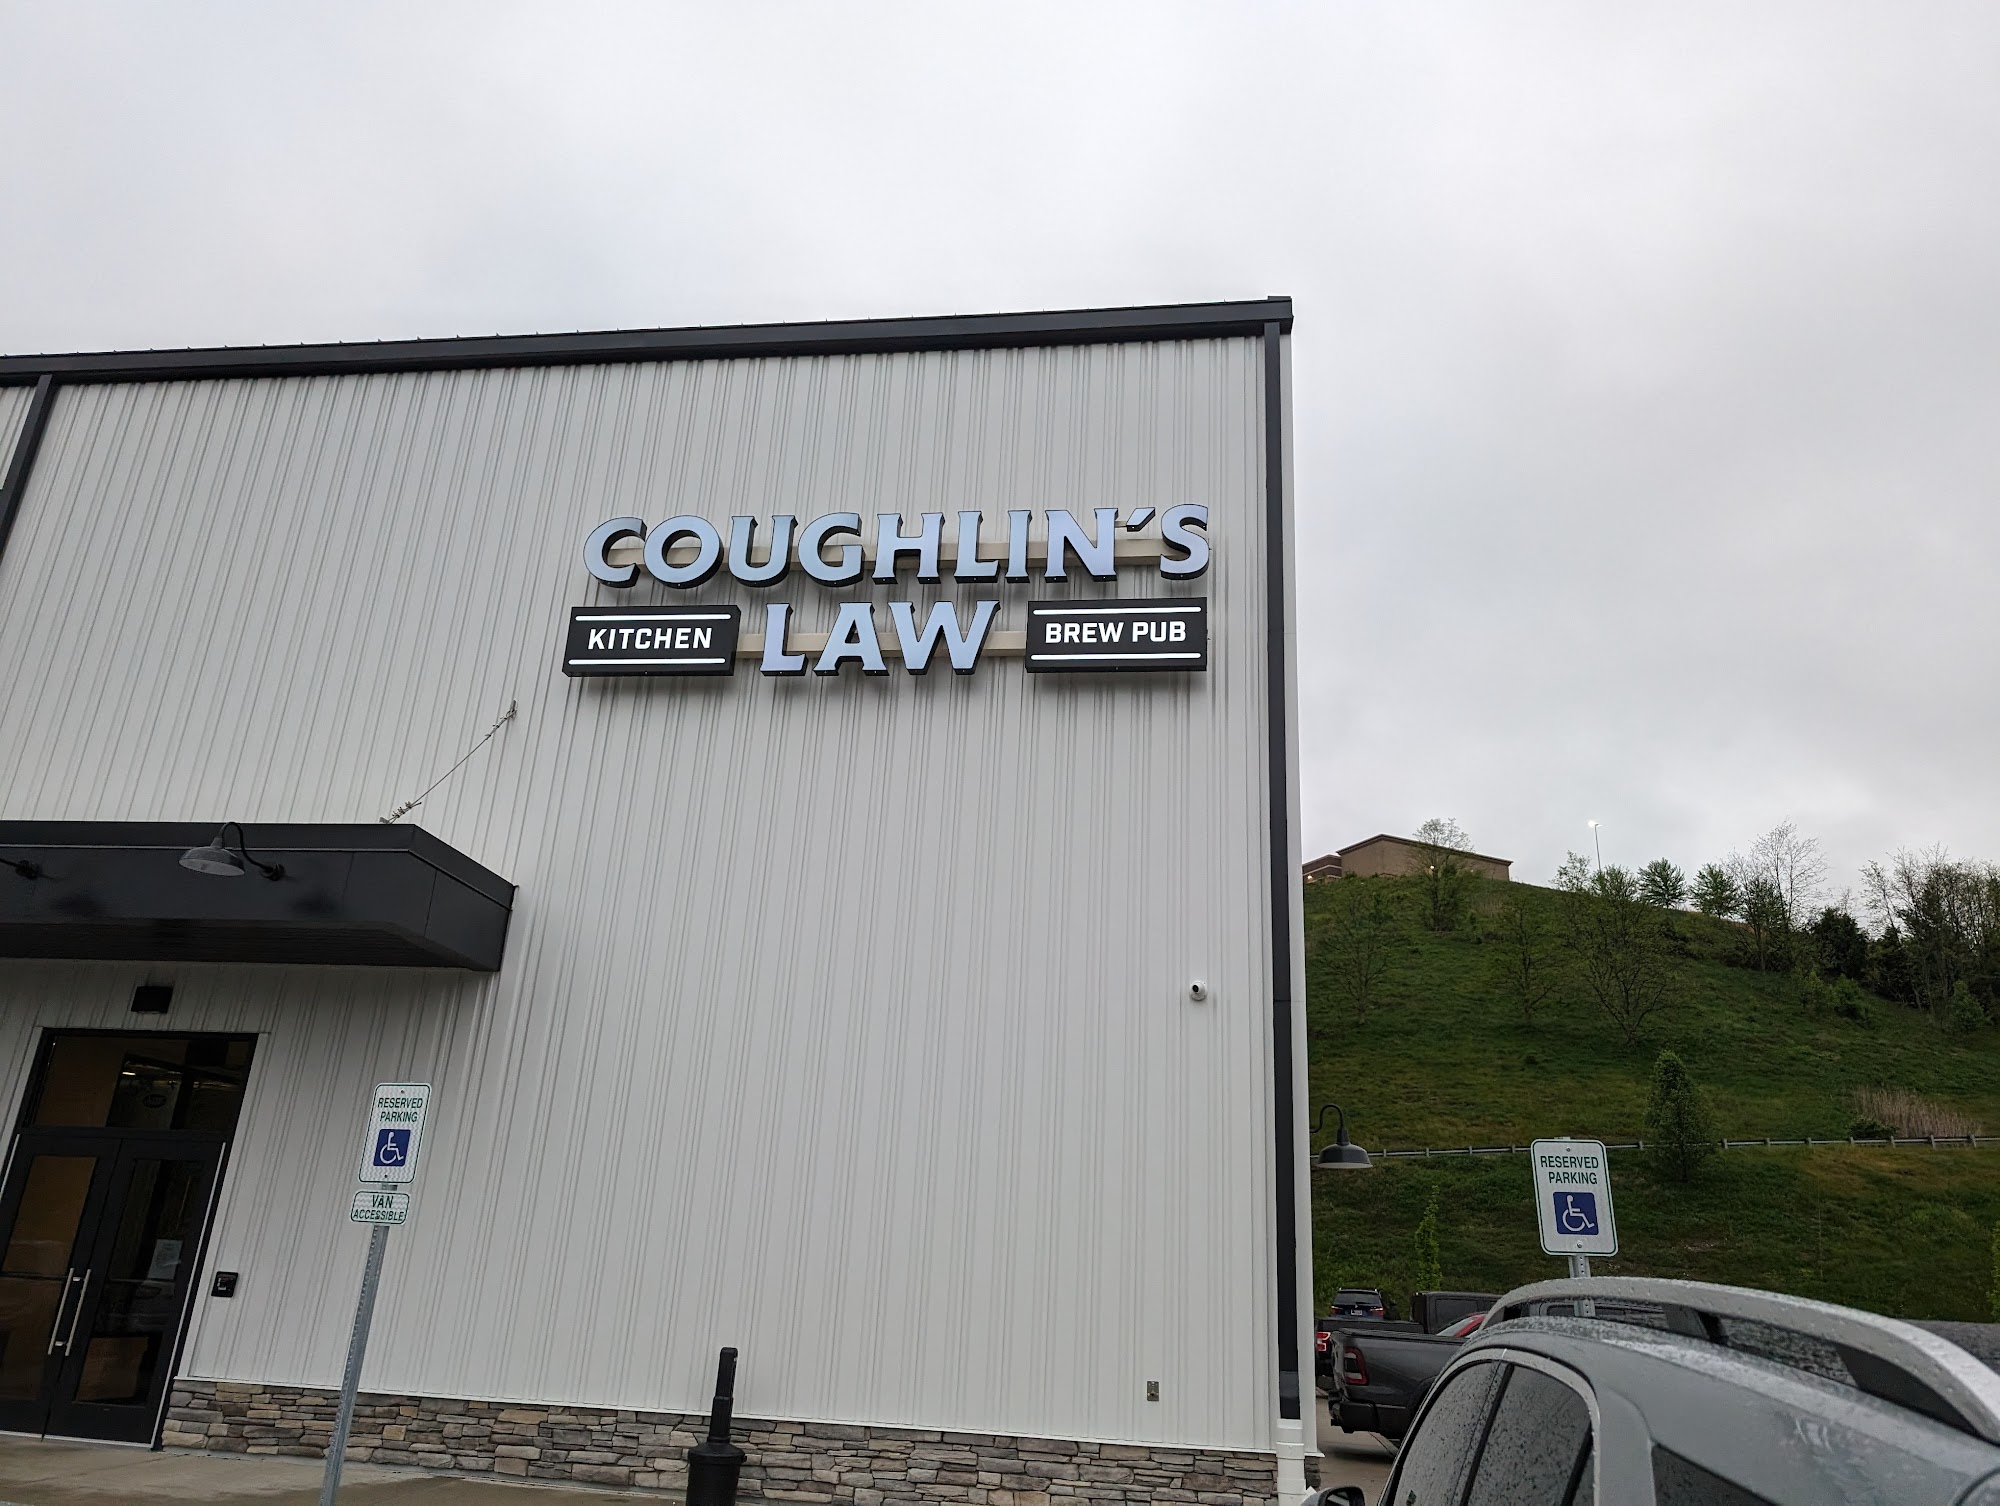 COUGHLIN'S
KITCHEN LAW BREW PUB
RESERVED
PARKING
VAN
ACCESSIBLE
RESERVED
PARKING